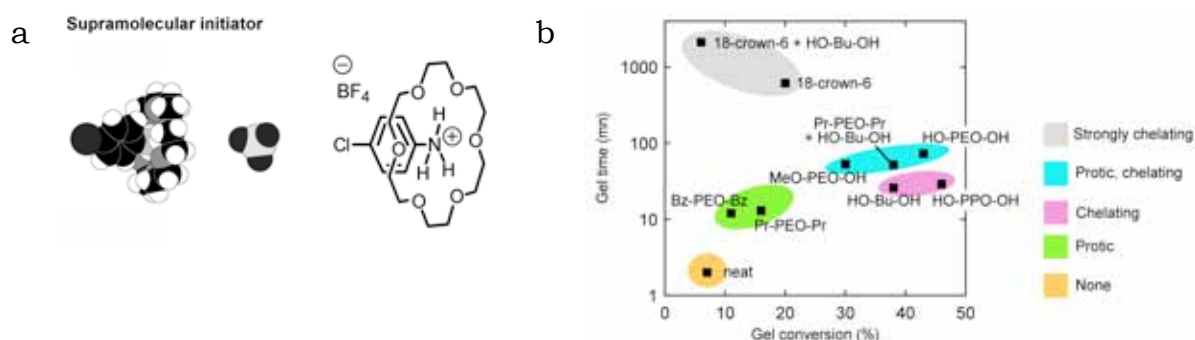 a
Supramolecular initiator
⊖
BF4
Cl
O
O
O
O
O
O
H
N
H
H
⊕
b
Gel time (mn)
1000
100
10
1
18-crown-6 + HO-Bu-OH
18-crown-6
Pr-PEO-Pr
+ HO-Bu-OH
HO-PEO-OH
MeO-PEO-OH
HO-Bu-OH
HO-PPO-OH
Bz-PEO-Bz
Pr-PEO-Pr
neat
0 10 20 30 40 50
Gel conversion (%)
Strongly chelating
Protic, chelating
Chelating
Protic
None